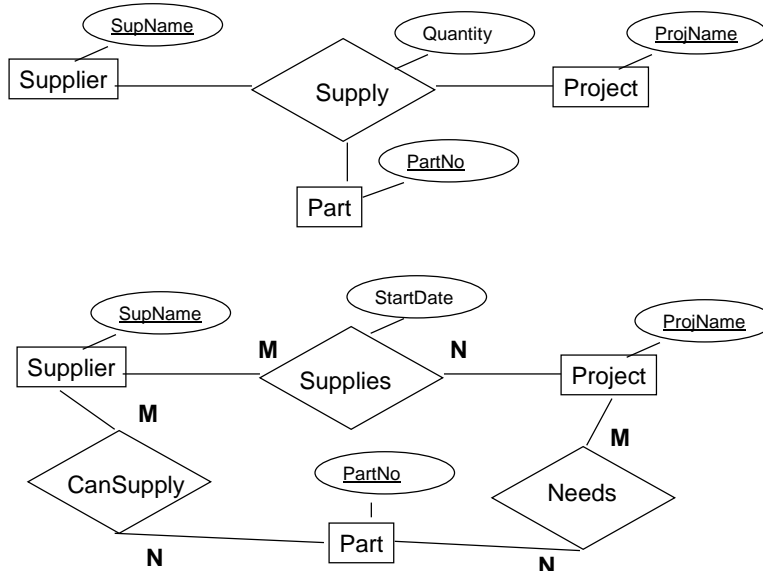 SupName
Quantity
ProjName
Supplier
Supply
Project
PartNo
Part
StartDate
SupName
ProjName
M
N
Supplier
Supplies
Project
M
M
PartNo
CanSupply
Needs
Part
N
N